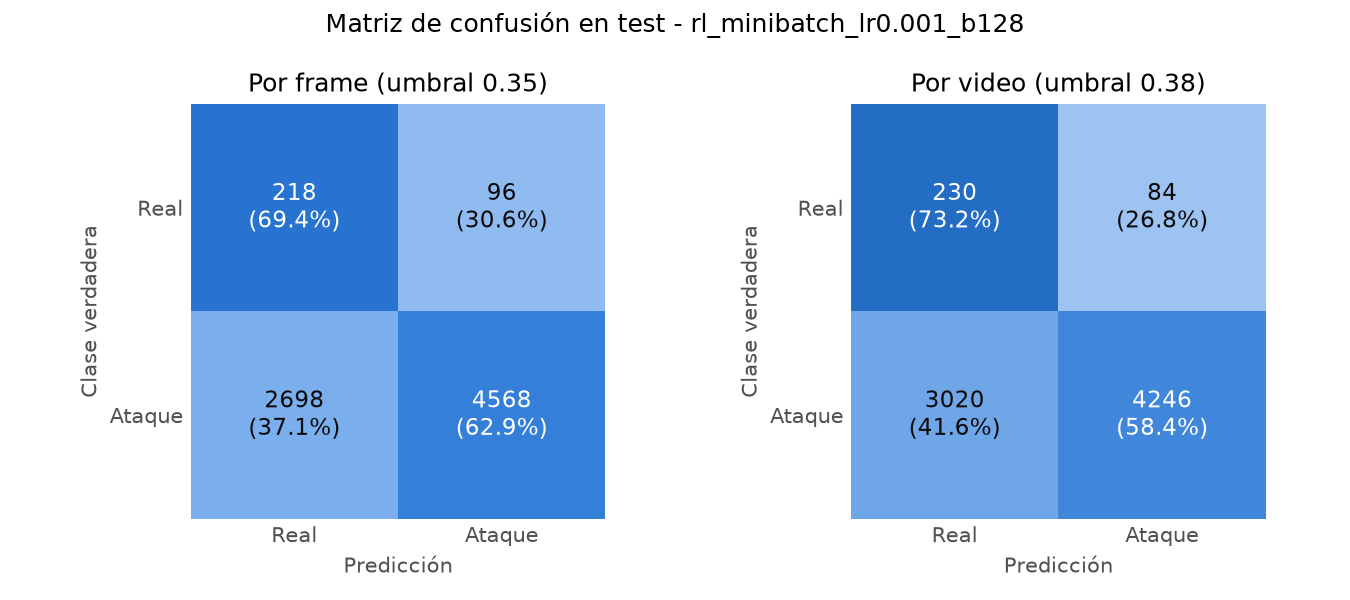 Matriz de confusión en test - rl_minibatch_lr0.001_b128
Por frame (umbral 0.35)
Clase verdadera
Real
218
(69.4%)
96
(30.6%)
Ataque
2698
(37.1%)
4568
(62.9%)
Real
Ataque
Predicción
Por video (umbral 0.38)
Clase verdadera
Real
230
(73.2%)
84
(26.8%)
Ataque
3020
(41.6%)
4246
(58.4%)
Real
Ataque
Predicción